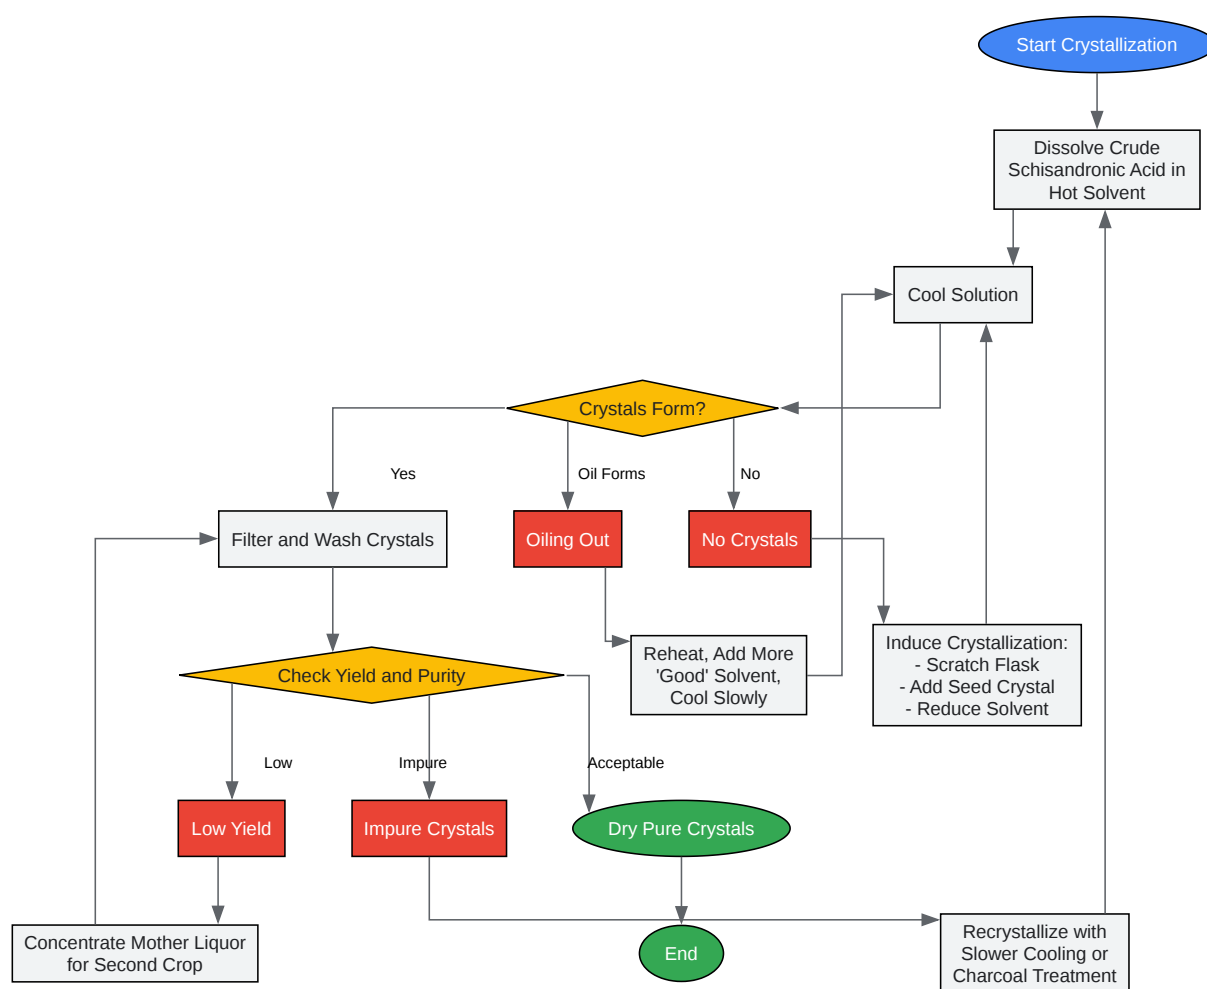 Start Crystallization
Dissolve Crude
Schisandronic Acid in
Hot Solvent
Cool Solution
Crystals Form?
Yes
Oil Forms
No
Filter and Wash Crystals
Oiling Out
No Crystals
Reheat, Add More
'Good' Solvent,
Cool Slowly
Induce Crystallization:
- Scratch Flask
- Add Seed Crystal
- Reduce Solvent
Check Yield and Purity
Low
Impure
Acceptable
Low Yield
Impure Crystals
Dry Pure Crystals
Concentrate Mother Liquor
for Second Crop
End
Recrystallize with
Slower Cooling or
Charcoal Treatment